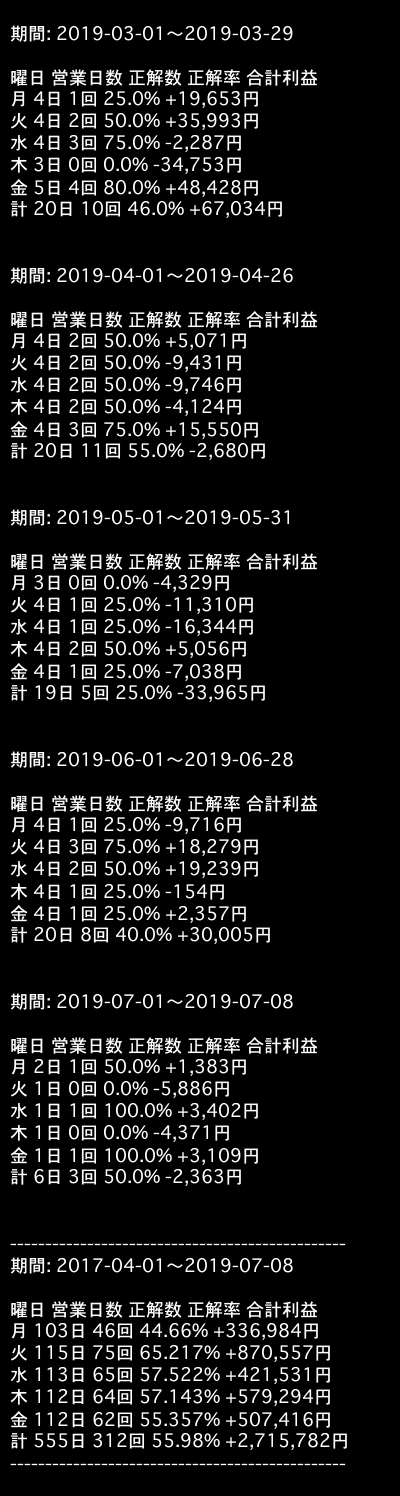 期間: 2019-03-01〜2019-03-29
曜日 営業日数 正解数 正解率 合計利益
月 4日 1回 25.0% +19,653円
火 4日 2回 50.0% +35,993円
水 4日 3回 75.0% -2,287円
木 3日 0回 0.0% -34,753円
金 5日 4回 80.0% +48,428円
計 20日 10回 46.0% +67,034円
期間: 2019-04-01〜2019-04-26
曜日 営業日数 正解数 正解率 合計利益
月 4日 2回 50.0% +5,071円
火 4日 2回 50.0% -9,431円
水 4日 2回 50.0% -9,746円
木 4日 2回 50.0% -4,124円
金 4日 3回 75.0% +15,550円
計 20日 11回 55.0% -2,680円
期間: 2019-05-01〜2019-05-31
曜日 営業日数 正解数 正解率 合計利益
月 3日 0回 0.0% -4,329円
火 4日 1回 25.0% -11,310円
水 4日 1回 25.0% -16,344円
木 4日 2回 50.0% +5,056円
金 4日 1回 25.0% -7,038円
計 19日 5回 25.0% -33,965円
期間: 2019-06-01〜2019-06-28
曜日 営業日数 正解数 正解率 合計利益
月 4日 1回 25.0% -9,716円
火 4日 3回 75.0% +18,279円
水 4日 2回 50.0% +19,239円
木 4日 1回 25.0% -154円
金 4日 1回 25.0% +2,357円
計 20日 8回 40.0% +30,005円
期間: 2019-07-01〜2019-07-08
曜日 営業日数 正解数 正解率 合計利益
月 2日 1回 50.0% +1,383円
火 1日 0回 0.0% -5,886円
水 1日 1回 100.0% +3,402円
木 1日 0回 0.0% -4,371円
金 1日 1回 100.0% +3,109円
計 6日 3回 50.0% -2,363円
------------------------------------------------
期間: 2017-04-01〜2019-07-08
曜日 営業日数 正解数 正解率 合計利益
月 103日 46回 44.66% +336,984円
火 115日 75回 65.217% +870,557円
水 113日 65回 57.522% +421,531円
木 112日 64回 57.143% +579,294円
金 112日 62回 55.357% +507,416円
計 555日 312回 55.98% +2,715,782円
------------------------------------------------